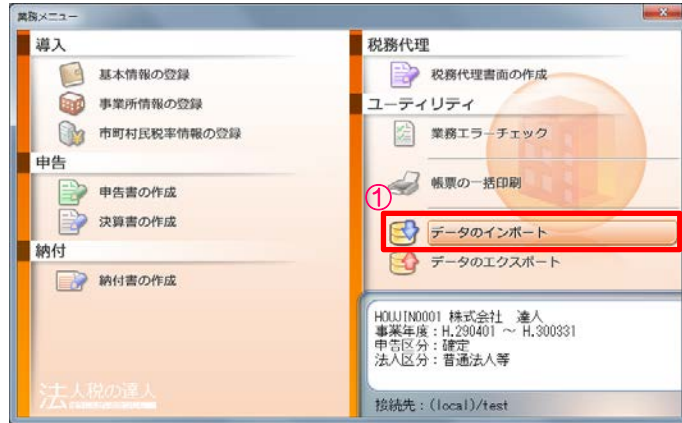 業務メニュー
導入
基本情報の登録
事業所情報の登録
市町村民税率情報の登録
申告
申告書の作成
決算書の作成
納付
納付書の作成
法人税の達人
税務代理
税務代理書面の作成
ユーティリティ
業務エラーチェック
帳票の一括印刷
①
データのインポート
データのエクスポート
HOUJIN0001 株式会社 達人
事業年度:H.290401 ～ H.300331
申告区分:確定
法人区分:普通法人等
接続先:(local)/test